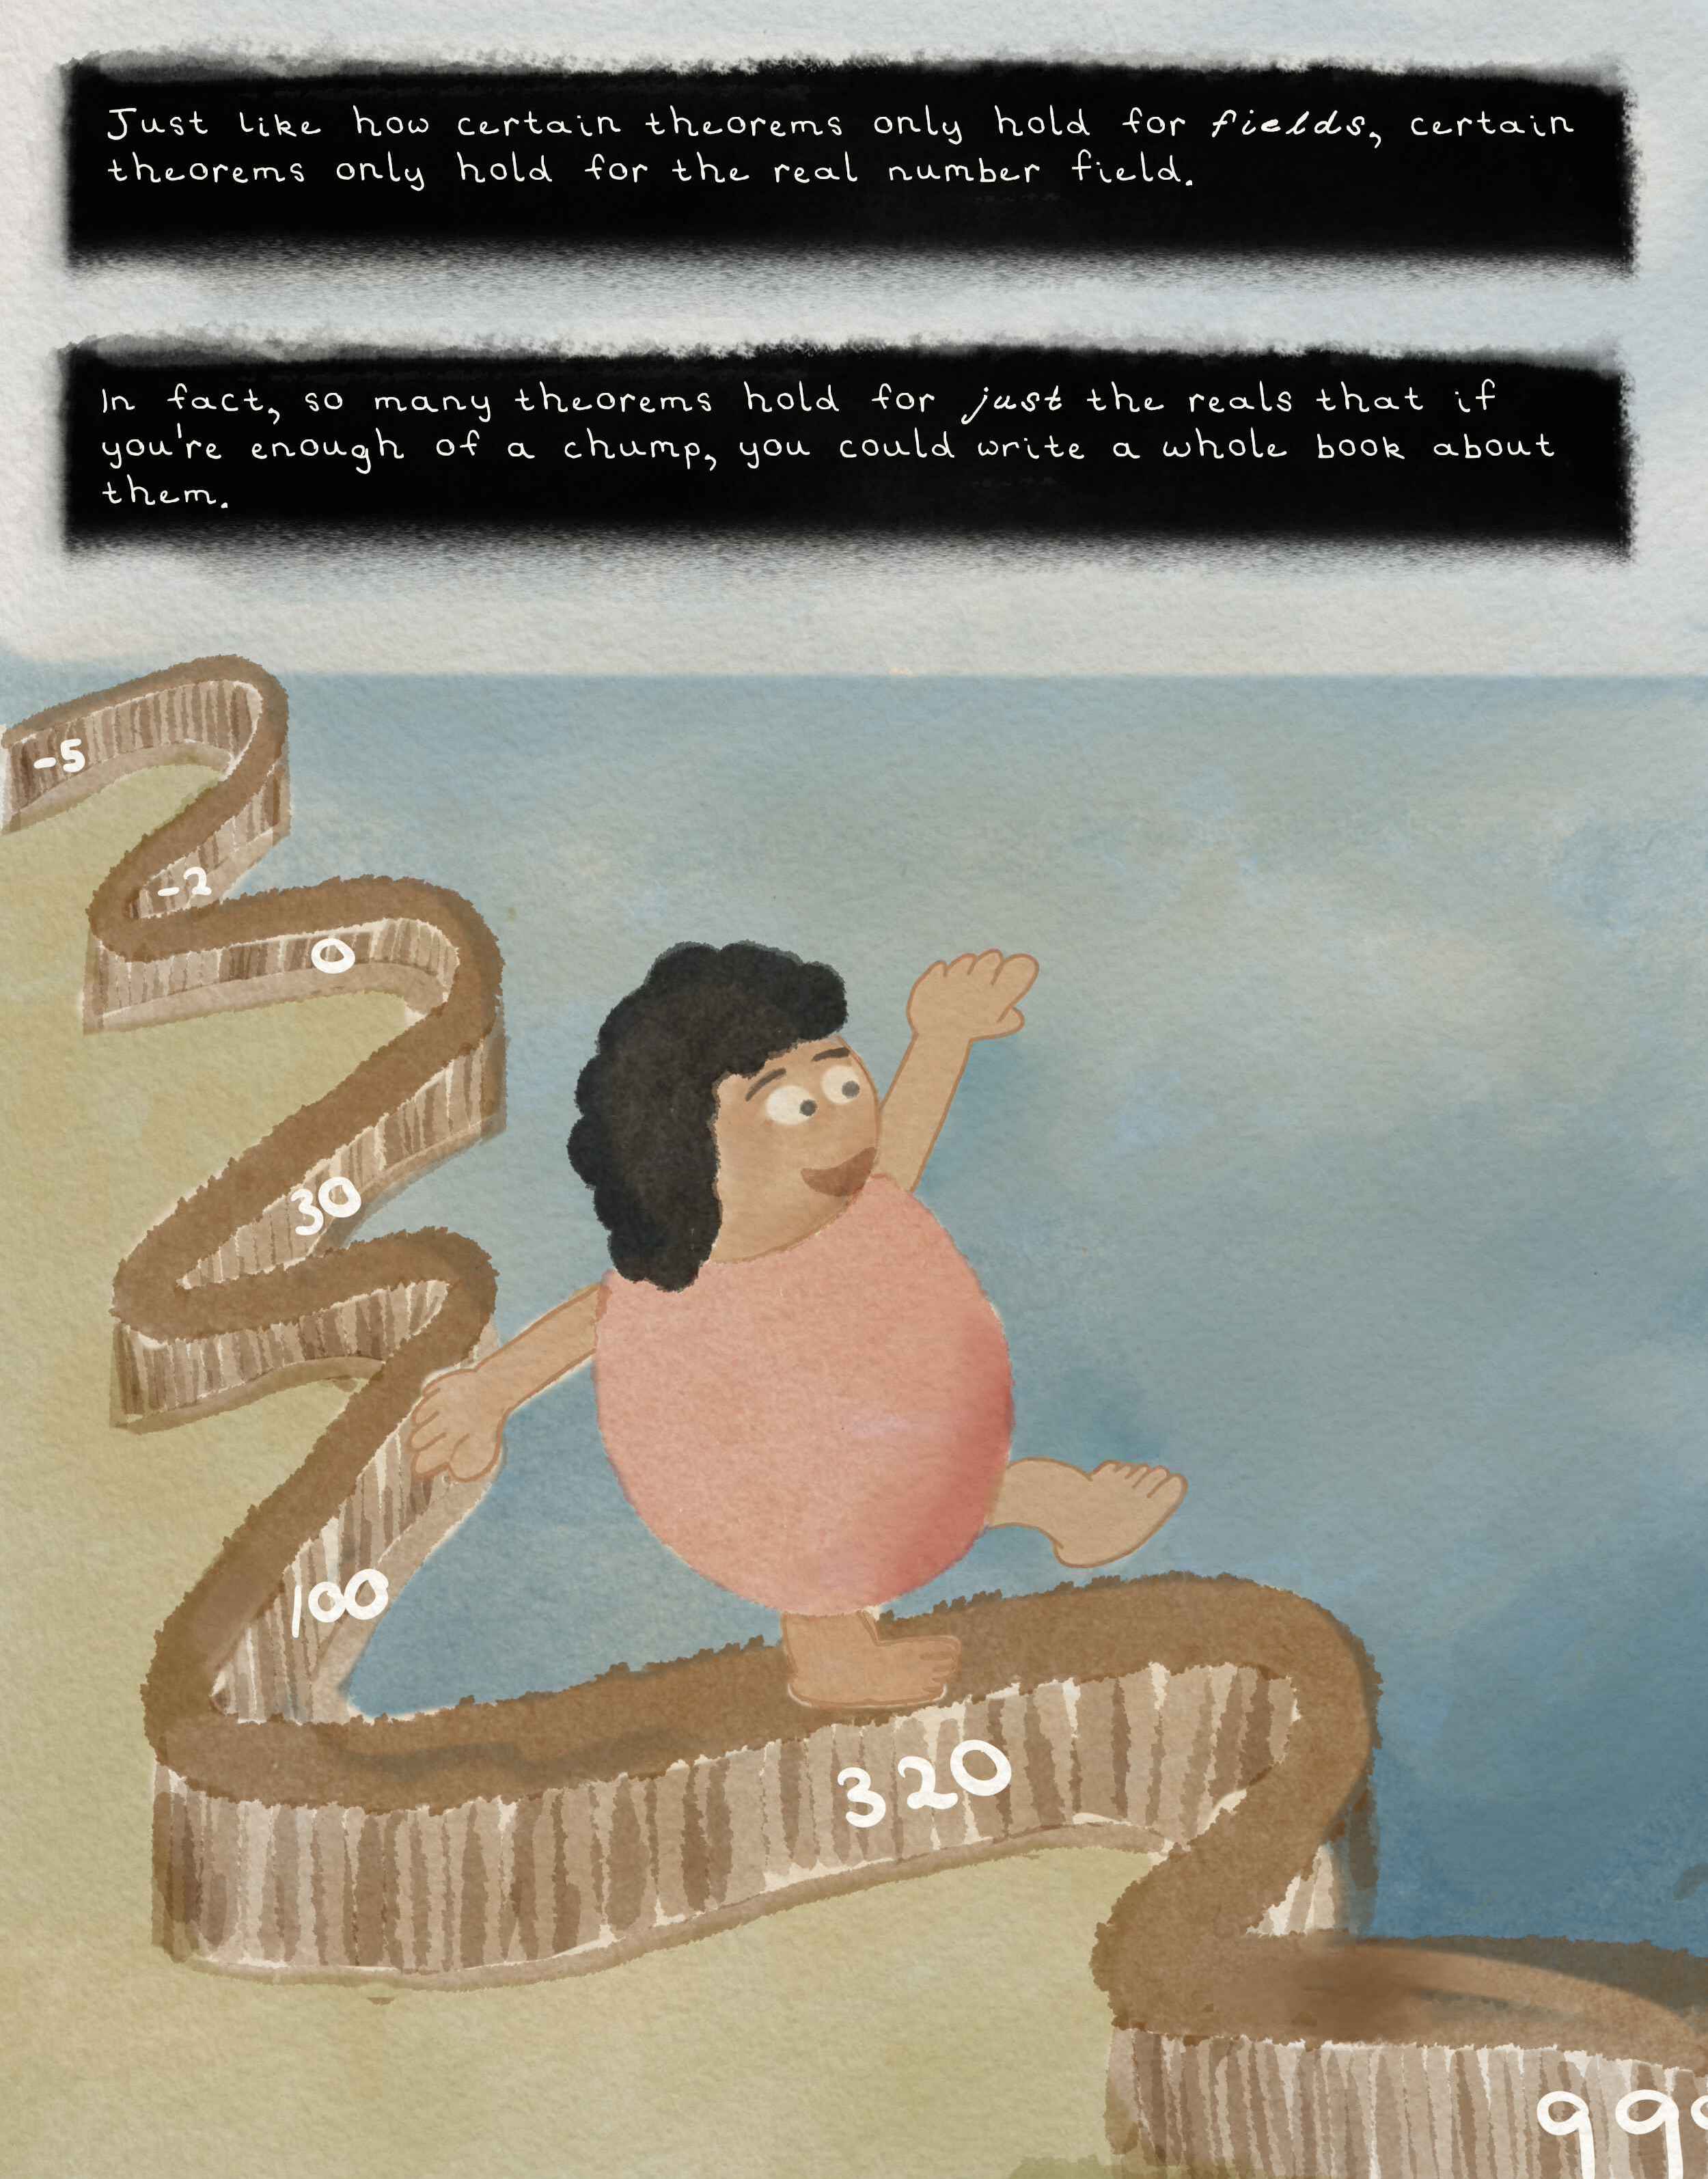 Just like how certain theorems only hold for fields, certain
theorems only hold for the real number field.
In fact, so many theorems hold for just the reals that if
you're enough of a chump, you could write a whole book about
them.
-5
-2
0
30
100
320